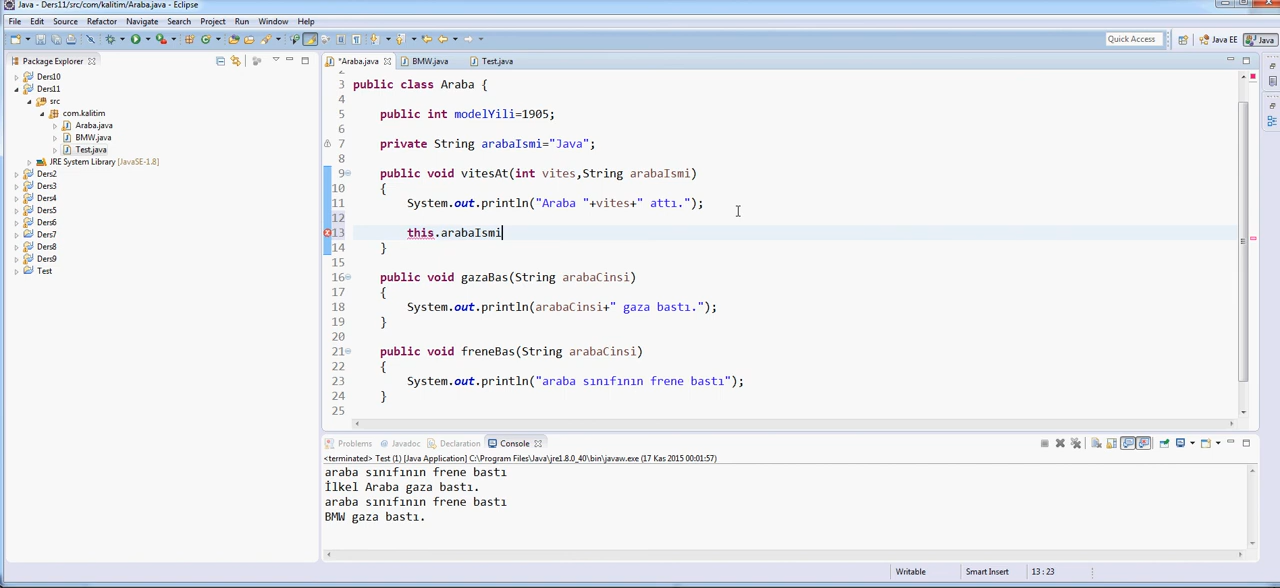 Java - Ders11/src/com/kalitim/Araba.java - Eclipse
File Edit Source Refactor Navigate Search Project Run Window Help
Quick Access Java EE Java
Package Explorer
Ders10
Ders11
src
com.kalitim
Araba.java
BMW.java
Test.java
JRE System Library [JavaSE-1.8]
Ders2
Ders3
Ders4
Ders5
Ders6
Ders7
Ders8
Ders9
Test
*Araba.java BMW.java Test.java
3 public class Araba {
4
5 public int modelYili=1905;
6
7 private String arabaIsmi="Java";
8
9 public void vitesAt(int vites,String arabaIsmi)
10 {
11 System.out.println("Araba "+vites+" attı.");
12
13 this.arabaIsmi
14 }
15
16 public void gazaBas(String arabaCinsi)
17 {
18 System.out.println(arabaCinsi+" gaza bastı.");
19 }
20
21 public void freneBas(String arabaCinsi)
22 {
23 System.out.println("araba sınıfının frene bastı");
24 }
25
Problems Javadoc Declaration Console
<terminated> Test (1) [Java Application] C:\Program Files\Java\jre1.8.0_40\bin\javaw.exe (17 Kas 2015 00:01:57)
araba sınıfının frene bastı
İlkel Araba gaza bastı.
araba sınıfının frene bastı
BMW gaza bastı.
Writable Smart Insert 13 : 23